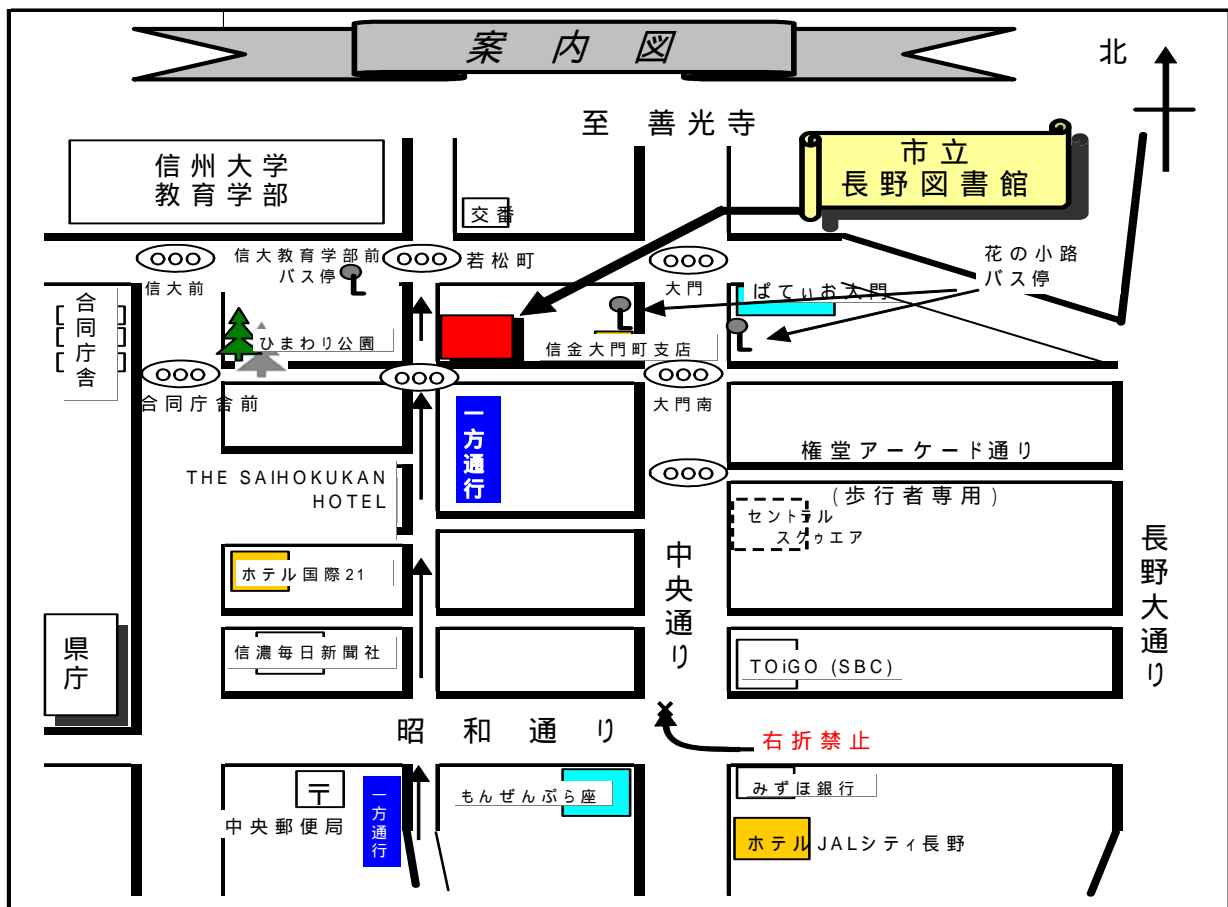 案内図
北
至 善光寺
市立
長野図書館
信州大学
教育学部
交番
信大教育学部前
バス停
若松町
信大前
大門
花の小路
バス停
ぱてぃお大門
合同庁舎
ひまわり公園
信金大門町支店
合同庁舎前
大門南
一方通行
権堂アーケード通り
(歩行者専用)
THE SAIHOKUKAN
HOTEL
セントラル
スクゥエア
中央通り
長野大通り
ホテル国際21
県庁
信濃毎日新聞社
TOiGO (SBC)
昭和通り
右折禁止
〒
中央郵便局
一方通行
もんぜんぷら座
みずほ銀行
ホテルJALシティ長野